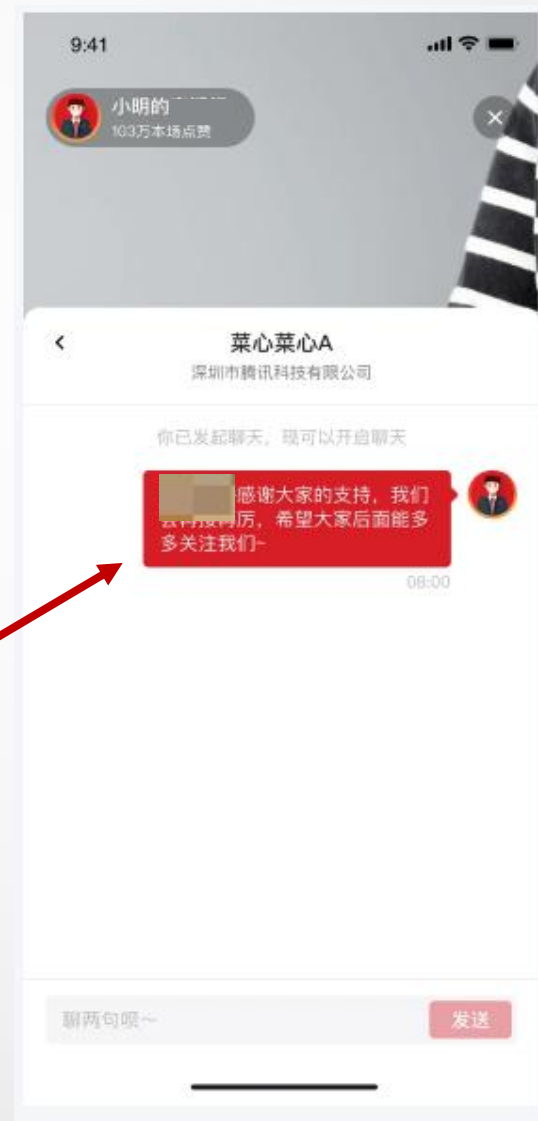 9:41
小明的
103万本场点赞
菜心菜心A
深圳市腾讯科技有限公司
你已发起聊天，现可以开启聊天
感谢大家的支持，我们
厉，希望大家后面能多
多关注我们~
08:00
聊两句呗~
发送